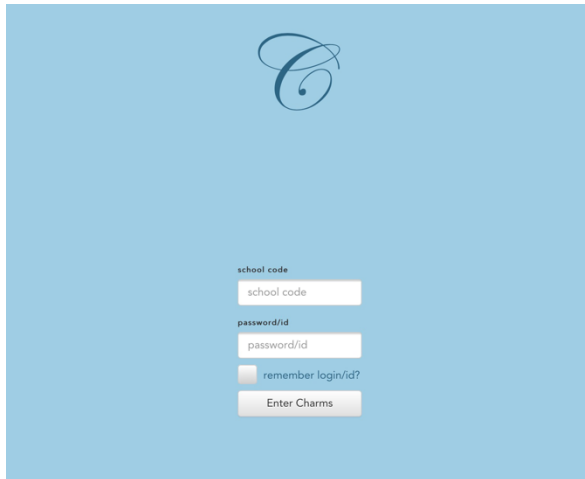 C
school code
school code
password/id
password/id
remember login/id?
Enter Charms